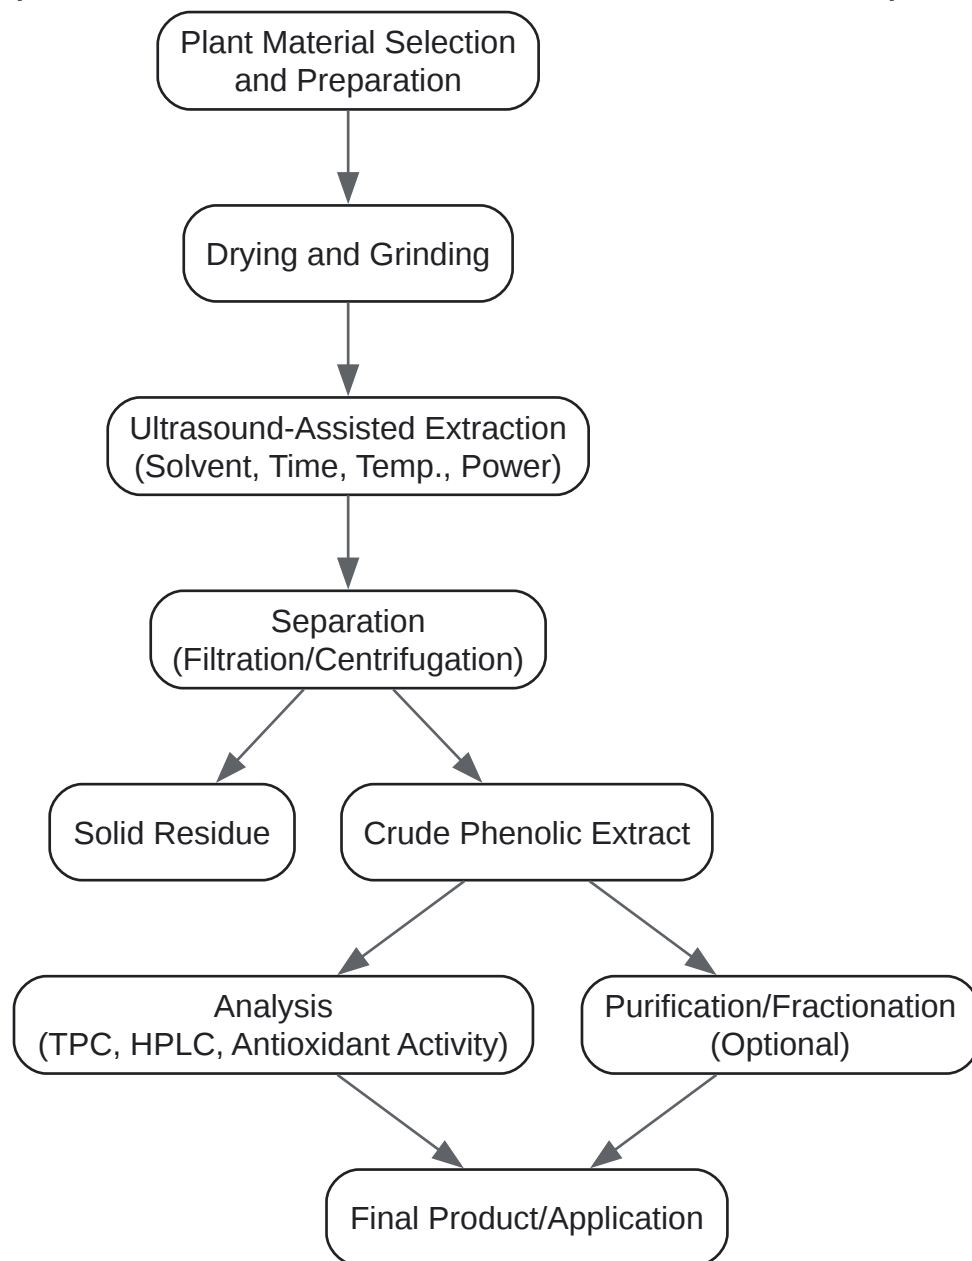 Plant Material Selection
and Preparation
Drying and Grinding
Ultrasound-Assisted Extraction
(Solvent, Time, Temp., Power)
Separation
(Filtration/Centrifugation)
Solid Residue
Crude Phenolic Extract
Analysis
(TPC, HPLC, Antioxidant Activity)
Purification/Fractionation
(Optional)
Final Product/Application